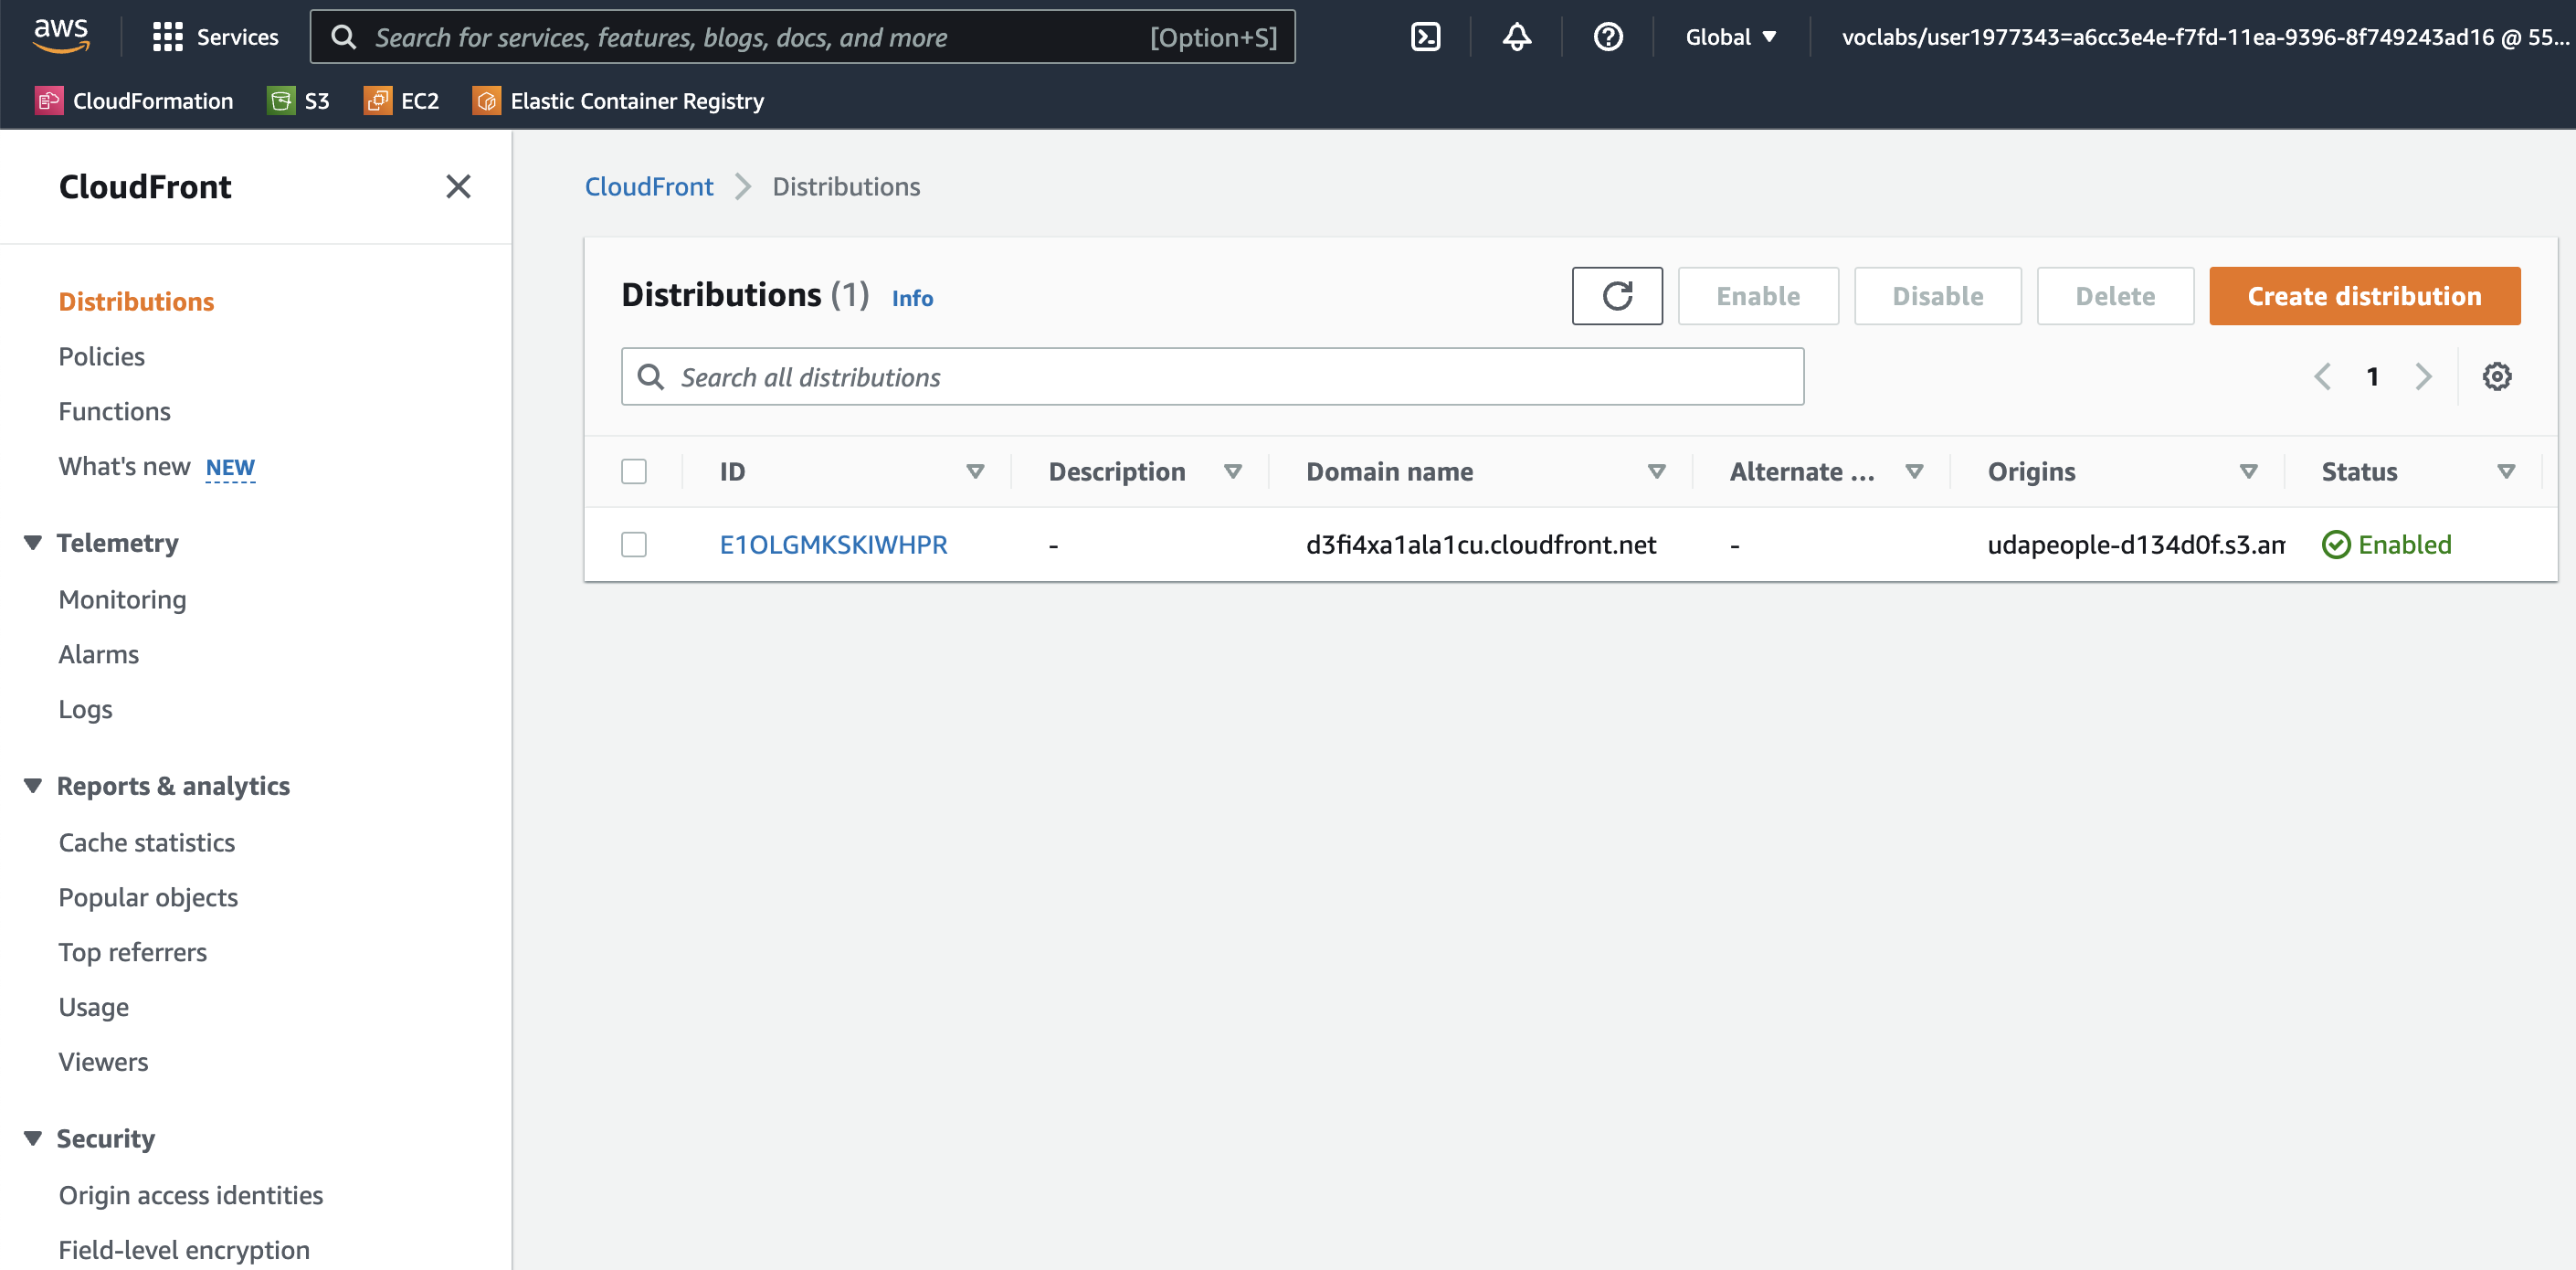 aws Services Search for services, features, blogs, docs, and more [Option+S] Global voclabs/user1977343=a6cc3e4e-f7fd-11ea-9396-8f749243ad16 @ 55...
CloudFormation S3 EC2 Elastic Container Registry
CloudFront
Distributions
Policies
Functions
What's new NEW
Telemetry
Monitoring
Alarms
Logs
Reports & analytics
Cache statistics
Popular objects
Top referrers
Usage
Viewers
Security
Origin access identities
Field-level encryption
CloudFront Distributions
Distributions (1) Info Enable Disable Delete Create distribution
Search all distributions 1
ID Description Domain name Alternate ... Origins Status
E1OLGMKSKIWHPR - d3fi4xa1ala1cu.cloudfront.net - udapeople-d134d0f.s3.am Enabled